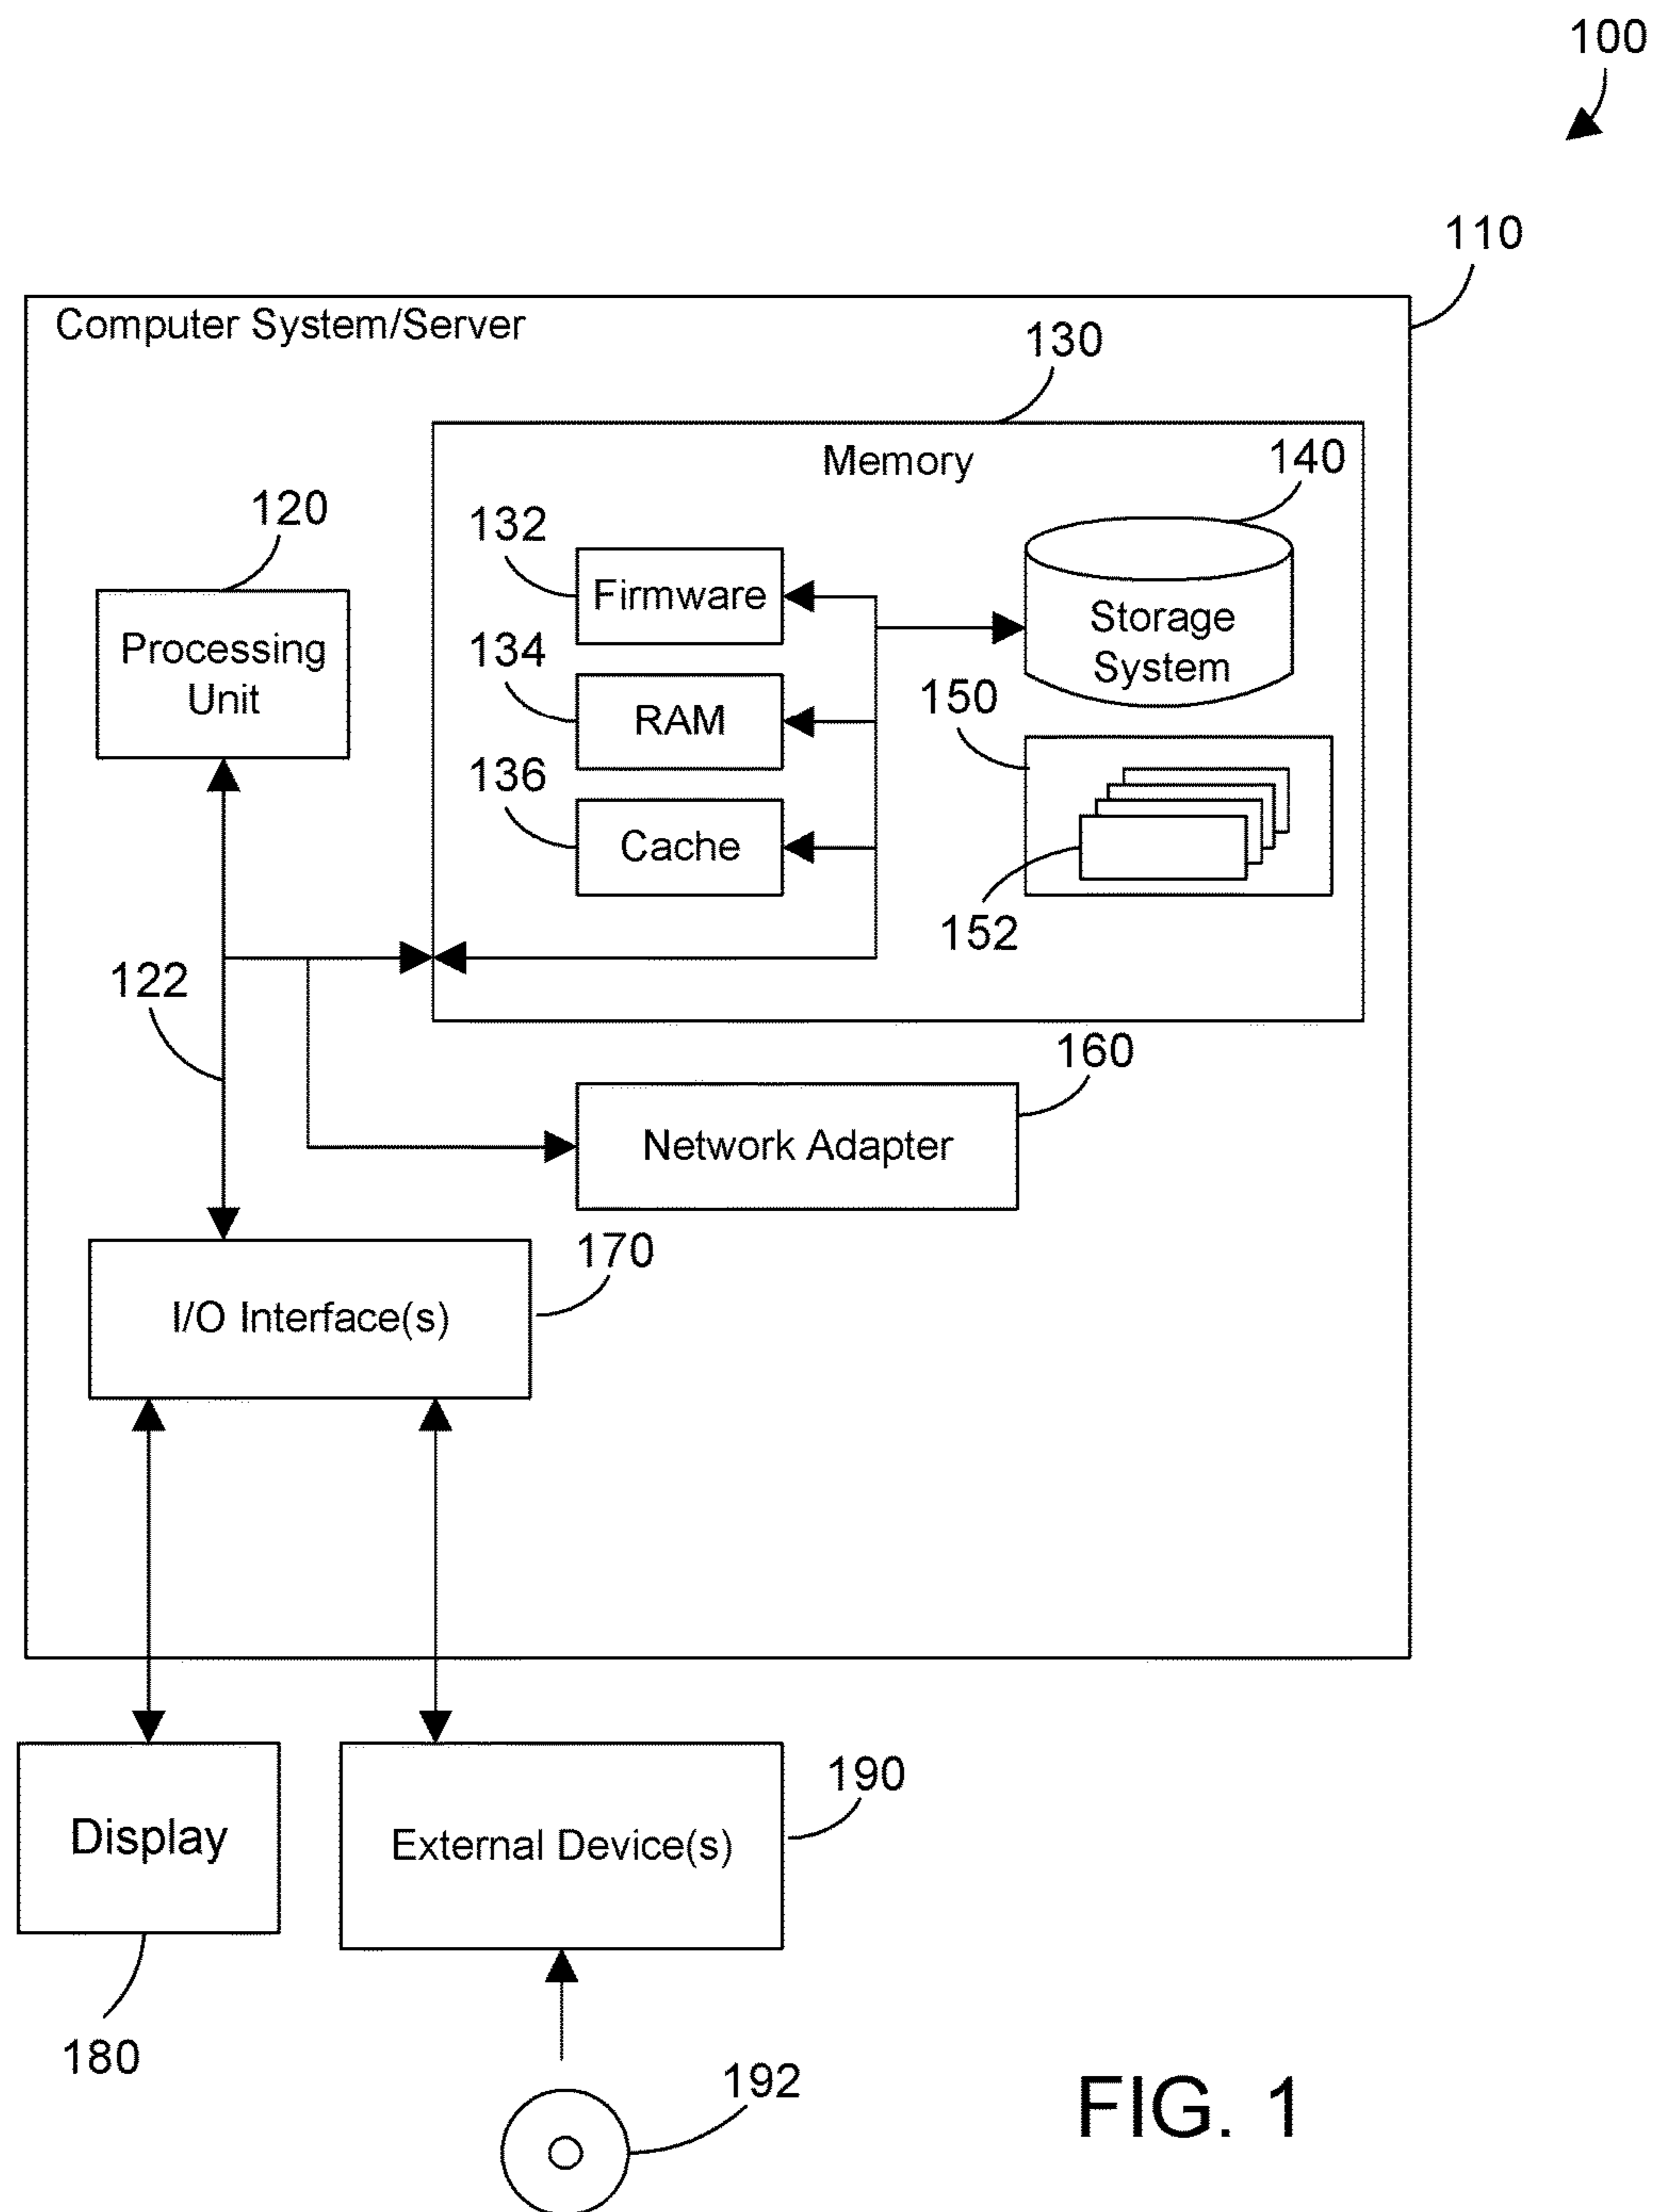 100
110
Computer System/Server
130
Memory
140
120
132
Firmware
Storage
System
Processing
Unit
134
RAM
150
136
Cache
152
122
160
Network Adapter
170
I/O Interface(s)
190
Display
External Device(s)
180
192
FIG. 1